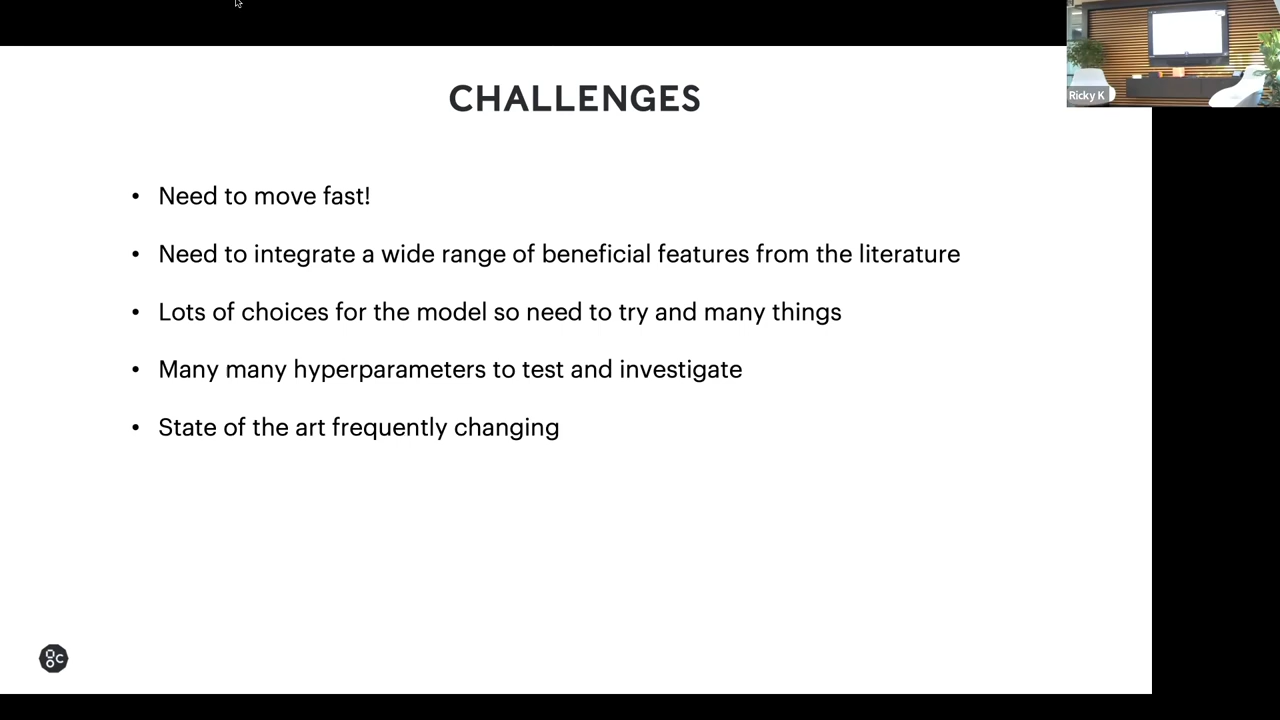 CHALLENGES
Ricky K
• Need to move fast!
• Need to integrate a wide range of beneficial features from the literature
• Lots of choices for the model so need to try and many things
• Many many hyperparameters to test and investigate
• State of the art frequently changing